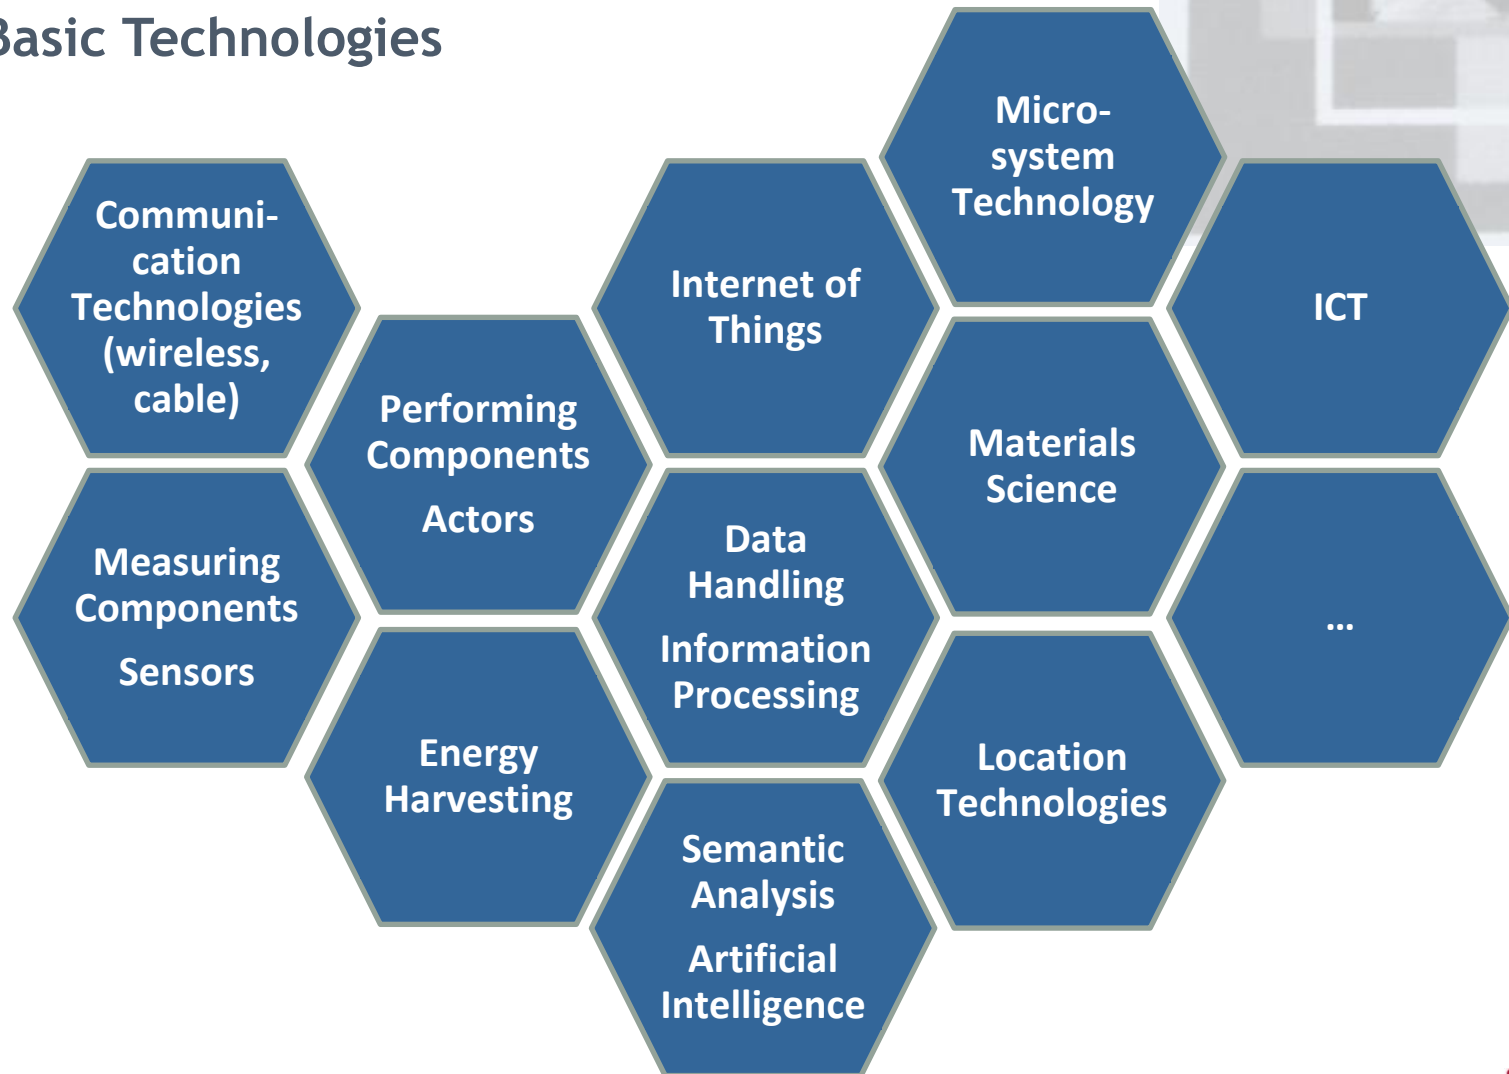 Basic Technologies
Communi-
cation
Technologies
(wireless,
cable)
Measuring
Components
Sensors
Performing
Components
Actors
Energy
Harvesting
Internet of
Things
Data
Handling
Information
Processing
Semantic
Analysis
Artificial
Intelligence
Micro-
system
Technology
Materials
Science
Location
Technologies
ICT
...